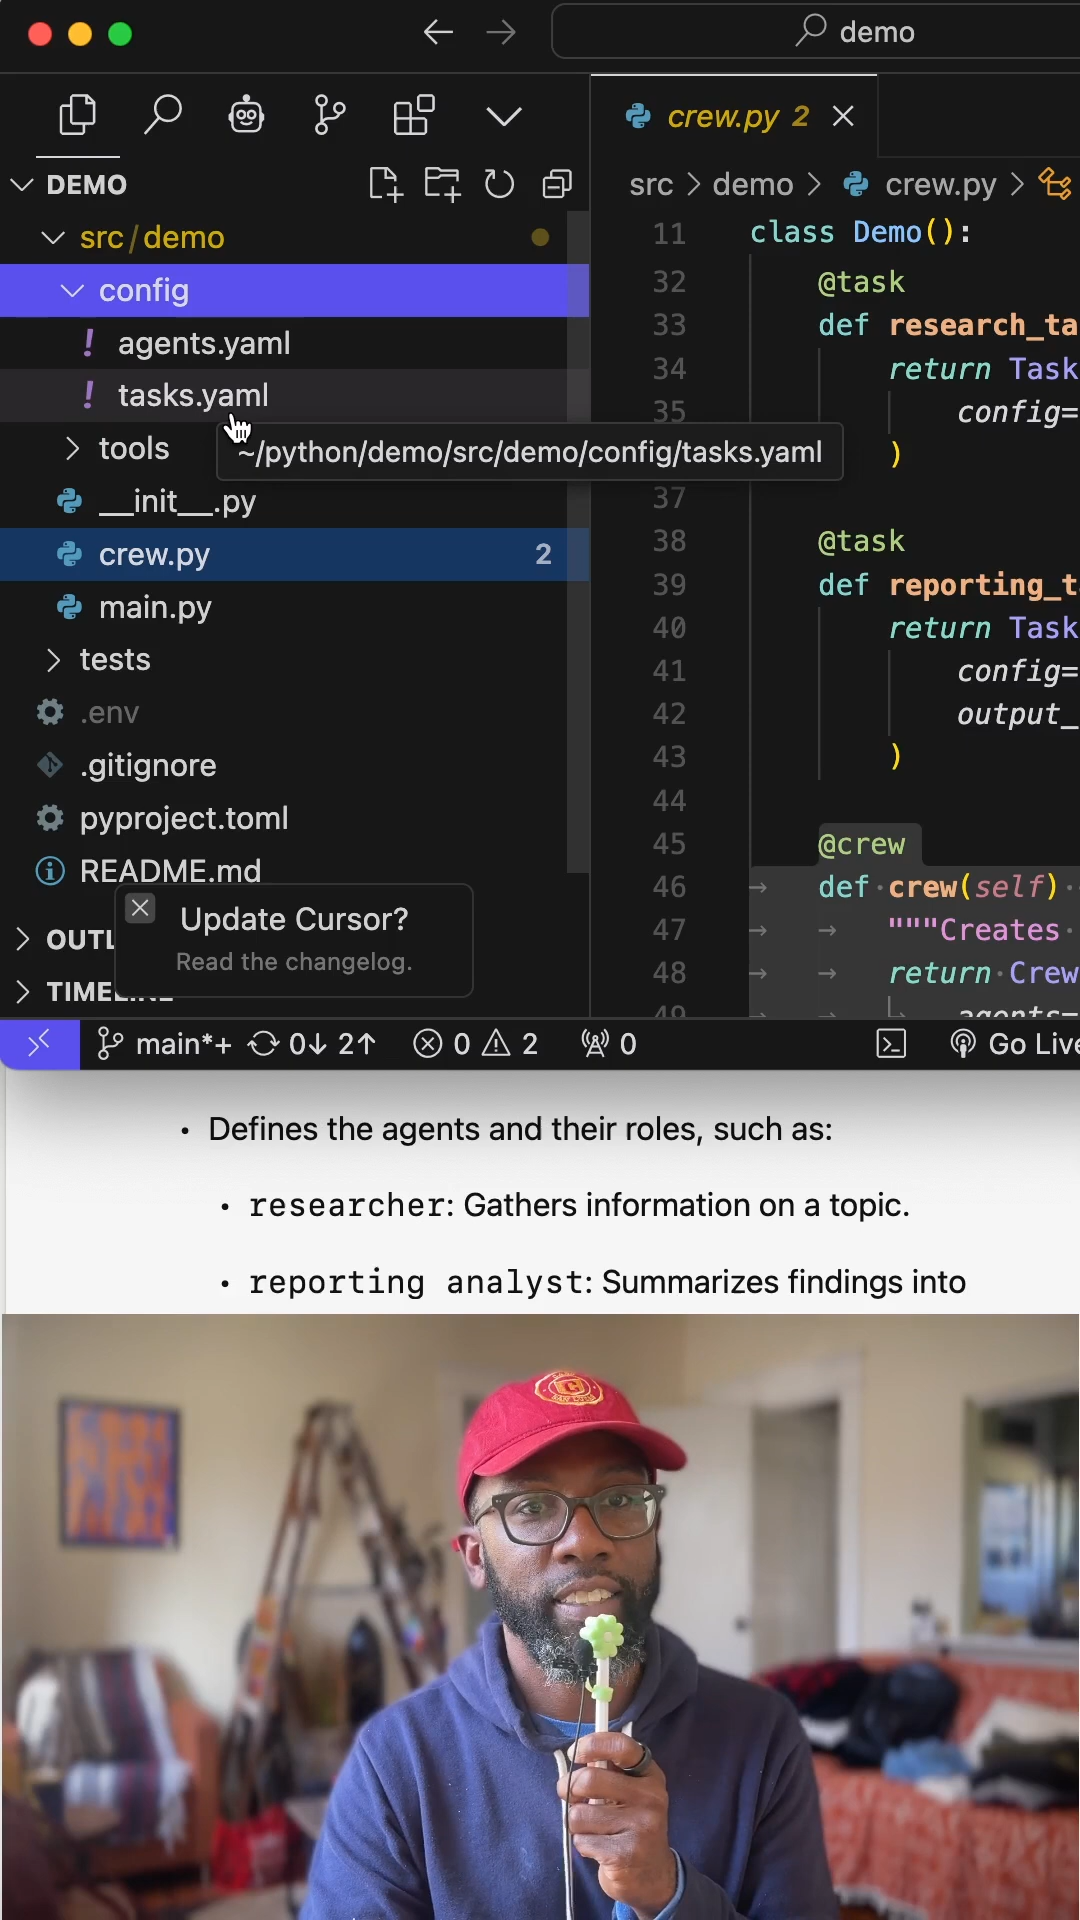 demo
crew.py 2
DEMO
src > demo > crew.py >
src/demo
config
agents.yaml
tasks.yaml
tools
~/python/demo/src/demo/config/tasks.yaml
__init__.py
crew.py 2
main.py
tests
.env
.gitignore
pyproject.toml
README.md
Update Cursor?
Read the changelog.
OUTL
TIMELINE
11 class Demo():
32 @task
33 def research_ta
34 return Task
35 config=
)
37
38 @task
39 def reporting_t
40 return Task
41 config=
42 output_
43 )
44
45 @crew
46 def crew(self)
47 """Creates
48 return Crew
49 agents=
main*+ 0↓ 2↑ 0 2 0 Go Live
• Defines the agents and their roles, such as:
• researcher: Gathers information on a topic.
• reporting analyst: Summarizes findings into